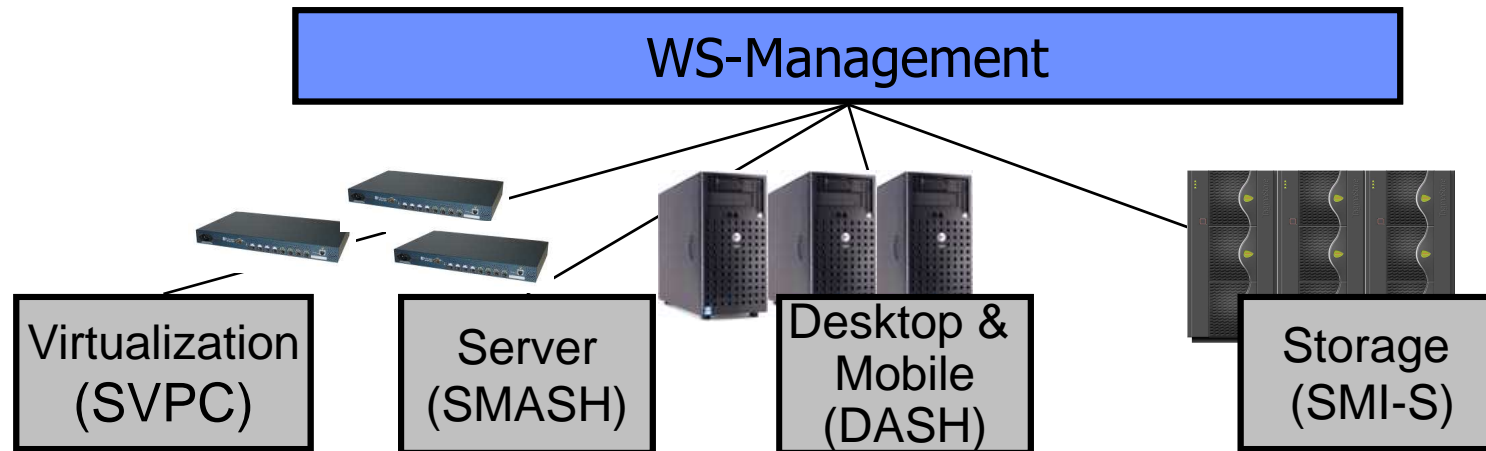 WS-Management
Virtualization
(SVPC)
Server
(SMASH)
Desktop &
Mobile
(DASH)
Storage
(SMI-S)